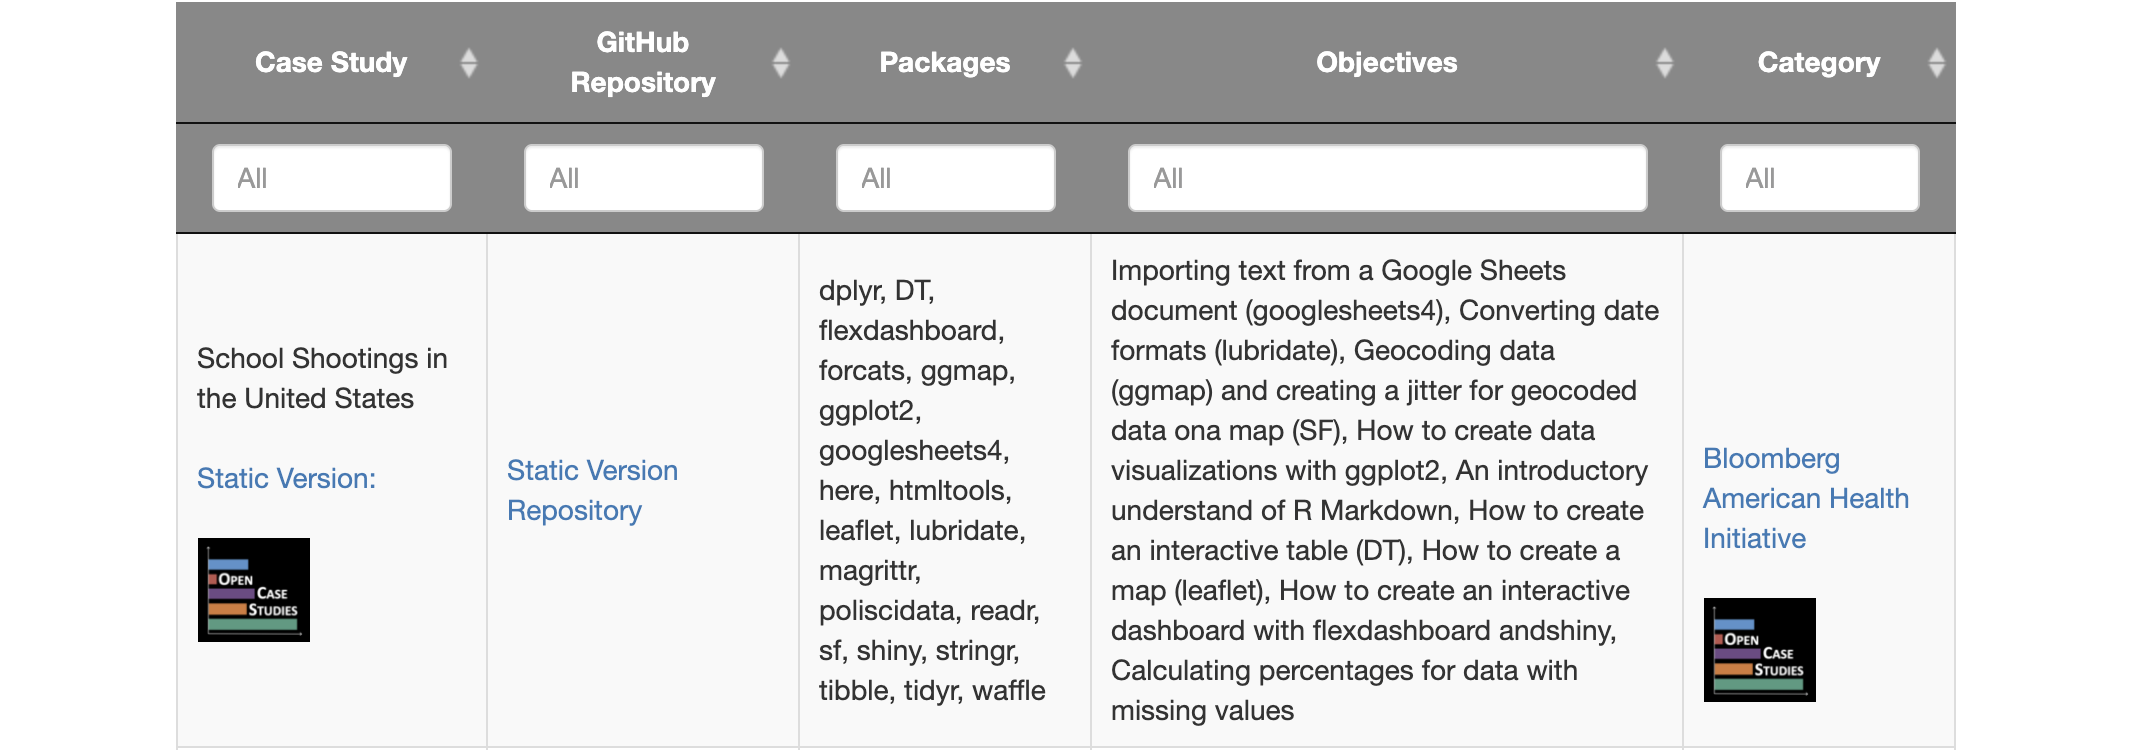 Case Study
GitHub
Repository
Packages
Objectives
Category
All
All
All
All
All
School Shootings in
the United States
Static Version:
OPEN
CASE
STUDIES
Static Version
Repository
dplyr, DT,
flexdashboard,
forcats, ggmap,
ggplot2,
googlesheets4,
here, htmltools,
leaflet, lubridate,
magrittr,
poliscidata, readr,
sf, shiny, stringr,
tibble, tidyr, waffle
Importing text from a Google Sheets
document (googlesheets4), Converting date
formats (lubridate), Geocoding data
(ggmap) and creating a jitter for geocoded
data ona map (SF), How to create data
visualizations with ggplot2, An introductory
understand of R Markdown, How to create
an interactive table (DT), How to create a
map (leaflet), How to create an interactive
dashboard with flexdashboard andshiny,
Calculating percentages for data with
missing values
Bloomberg
American Health
Initiative
OPEN
CASE
STUDIES